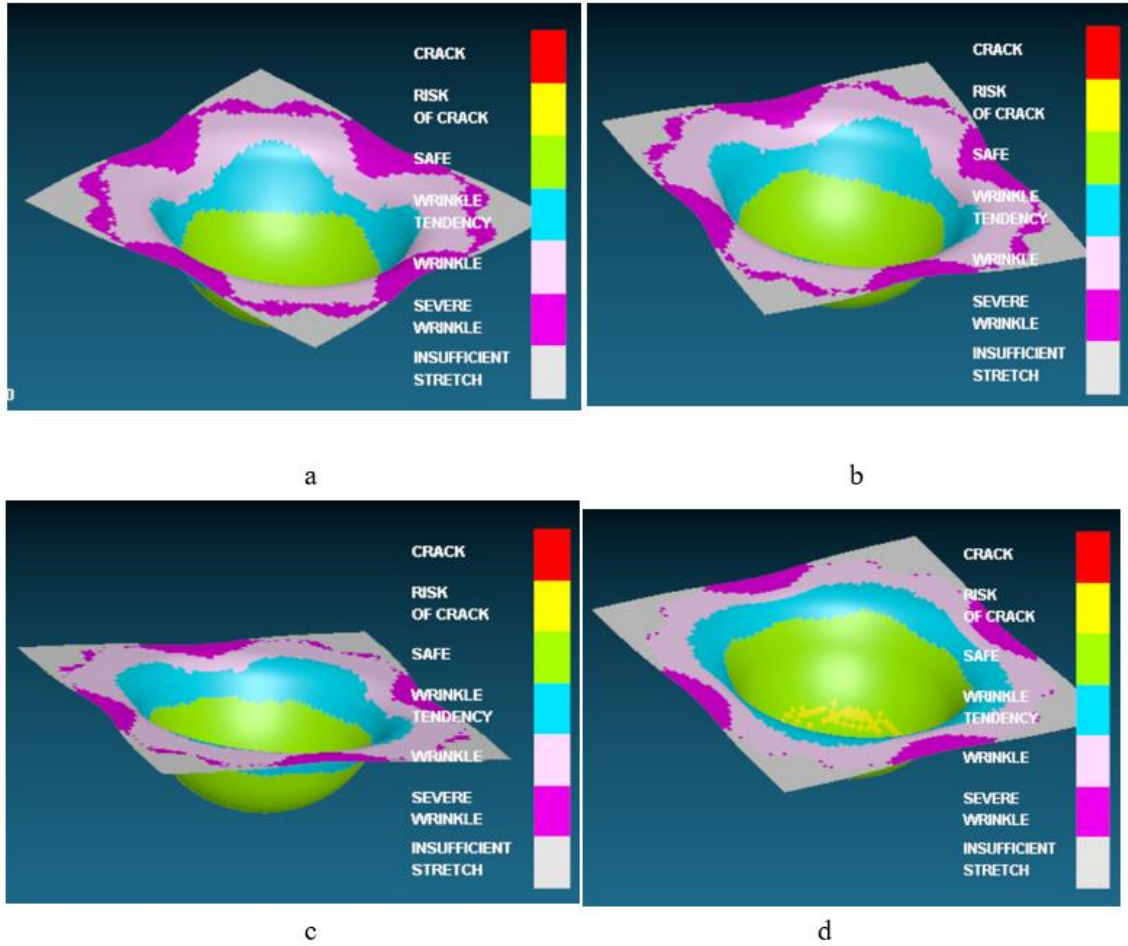 CRACK
RISK
OF CRACK
SAFE
WRINKLE
TENDENCY
WRINKLE
SEVERE
WRINKLE
INSUFFICIENT
STRETCH
0
CRACK
RISK
OF CRACK
SAFE
WRINKLE
TENDENCY
WRINKLE
SEVERE
WRINKLE
INSUFFICIENT
STRETCH
a
b
CRACK
RISK
OF CRACK
SAFE
WRINKLE
TENDENCY
WRINKLE
SEVERE
WRINKLE
INSUFFICIENT
STRETCH
CRACK
RISK
OF CRACK
SAFE
WRINKLE
TENDENCY
WRINKLE
SEVERE
WRINKLE
INSUFFICIENT
STRETCH
c
d